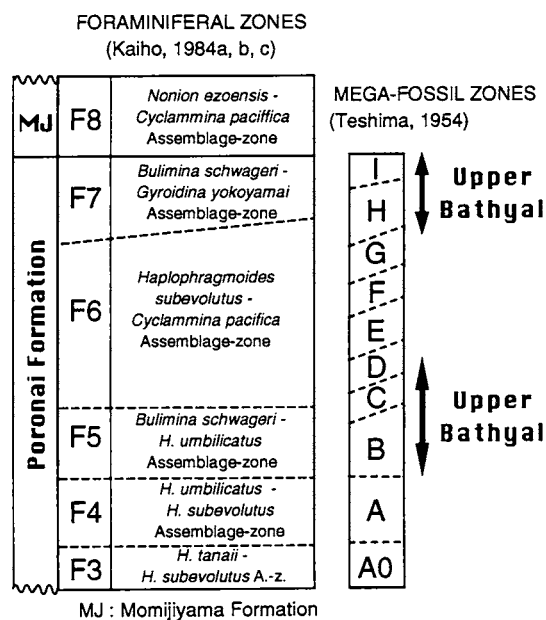 FORAMINIFERAL ZONES
(Kaiho, 1984a, b, c)
MJ
F8
Nonion ezoensis -
Cyclammina paciffica
Assemblage-zone
Poronai Formation
F7
Bulimina schwageri -
Gyroidina yokoyamai
Assemblage-zone
F6
Haplophragmoides
subevolutus -
Cyclammina pacifica
Assemblage-zone
F5
Bulimina schwageri -
H. umbilicatus
Assemblage-zone
F4
H. umbilicatus -
H. subevolutus
Assemblage-zone
F3
H. tanaii -
H. subevolutus A.-z.
MJ : Momijiyama Formation
MEGA-FOSSIL ZONES
(Teshima, 1954)
I
H
G
F
E
D
C
B
A
A0
Upper
Bathyal
Upper
Bathyal